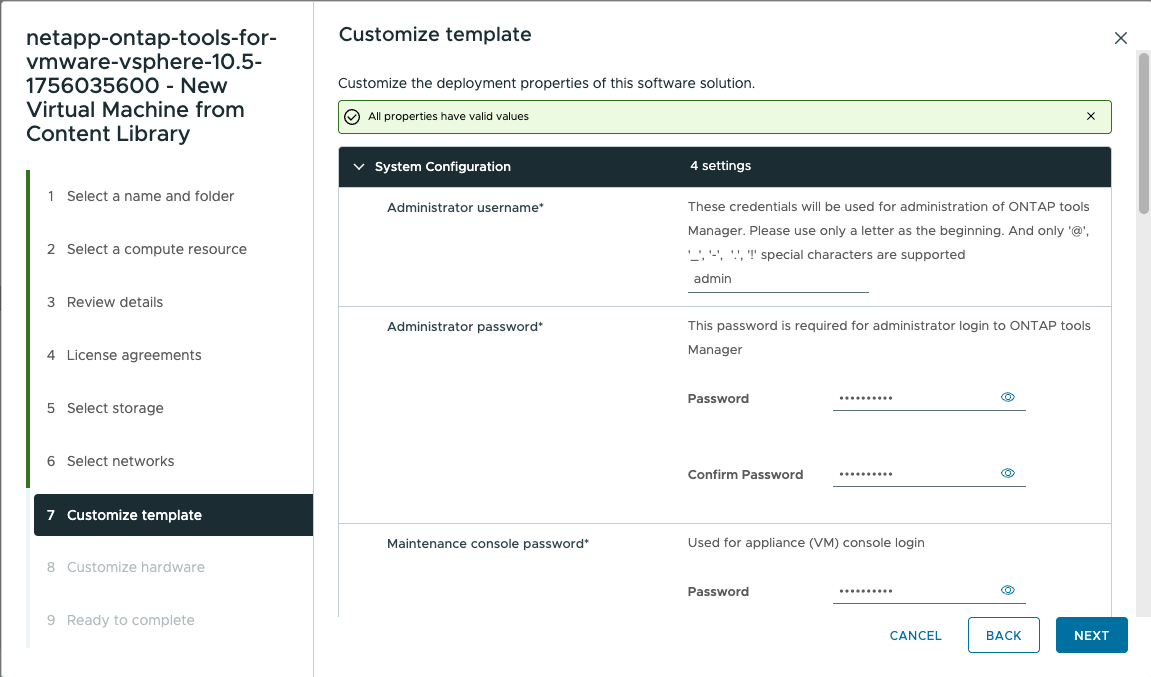 netapp-ontap-tools-for-
vmware-vsphere-10.5-
1756035600 - New
Virtual Machine from
Content Library
1 Select a name and folder
2 Select a compute resource
3 Review details
4 License agreements
5 Select storage
6 Select networks
7 Customize template
8 Customize hardware
9 Ready to complete
Customize template
Customize the deployment properties of this software solution.
All properties have valid values
System Configuration 4 settings
Administrator username*
These credentials will be used for administration of ONTAP tools
Manager. Please use only a letter as the beginning. And only '@',
'_', '-', '.', '!' special characters are supported
admin
Administrator password*
This password is required for administrator login to ONTAP tools
Manager
Password ••••••••••
Confirm Password ••••••••••
Maintenance console password*
Used for appliance (VM) console login
Password ••••••••••
CANCEL BACK NEXT